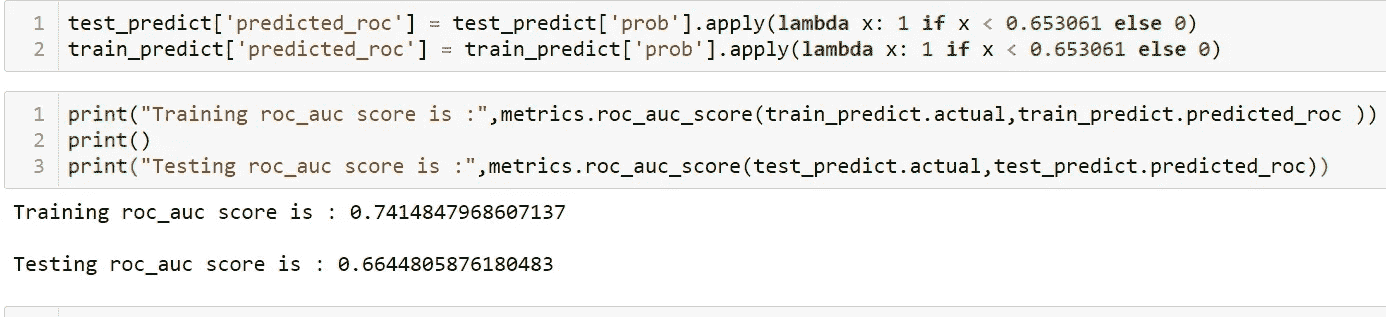 1 test_predict['predicted_roc'] = test_predict['prob'].apply(lambda x: 1 if x < 0.653061 else 0)
2 train_predict['predicted_roc'] = train_predict['prob'].apply(lambda x: 1 if x < 0.653061 else 0)
1 print("Training roc_auc score is :",metrics.roc_auc_score(train_predict.actual,train_predict.predicted_roc ))
2 print()
3 print("Testing roc_auc score is :",metrics.roc_auc_score(test_predict.actual,test_predict.predicted_roc))
Training roc_auc score is : 0.7414847968607137
Testing roc_auc score is : 0.6644805876180483